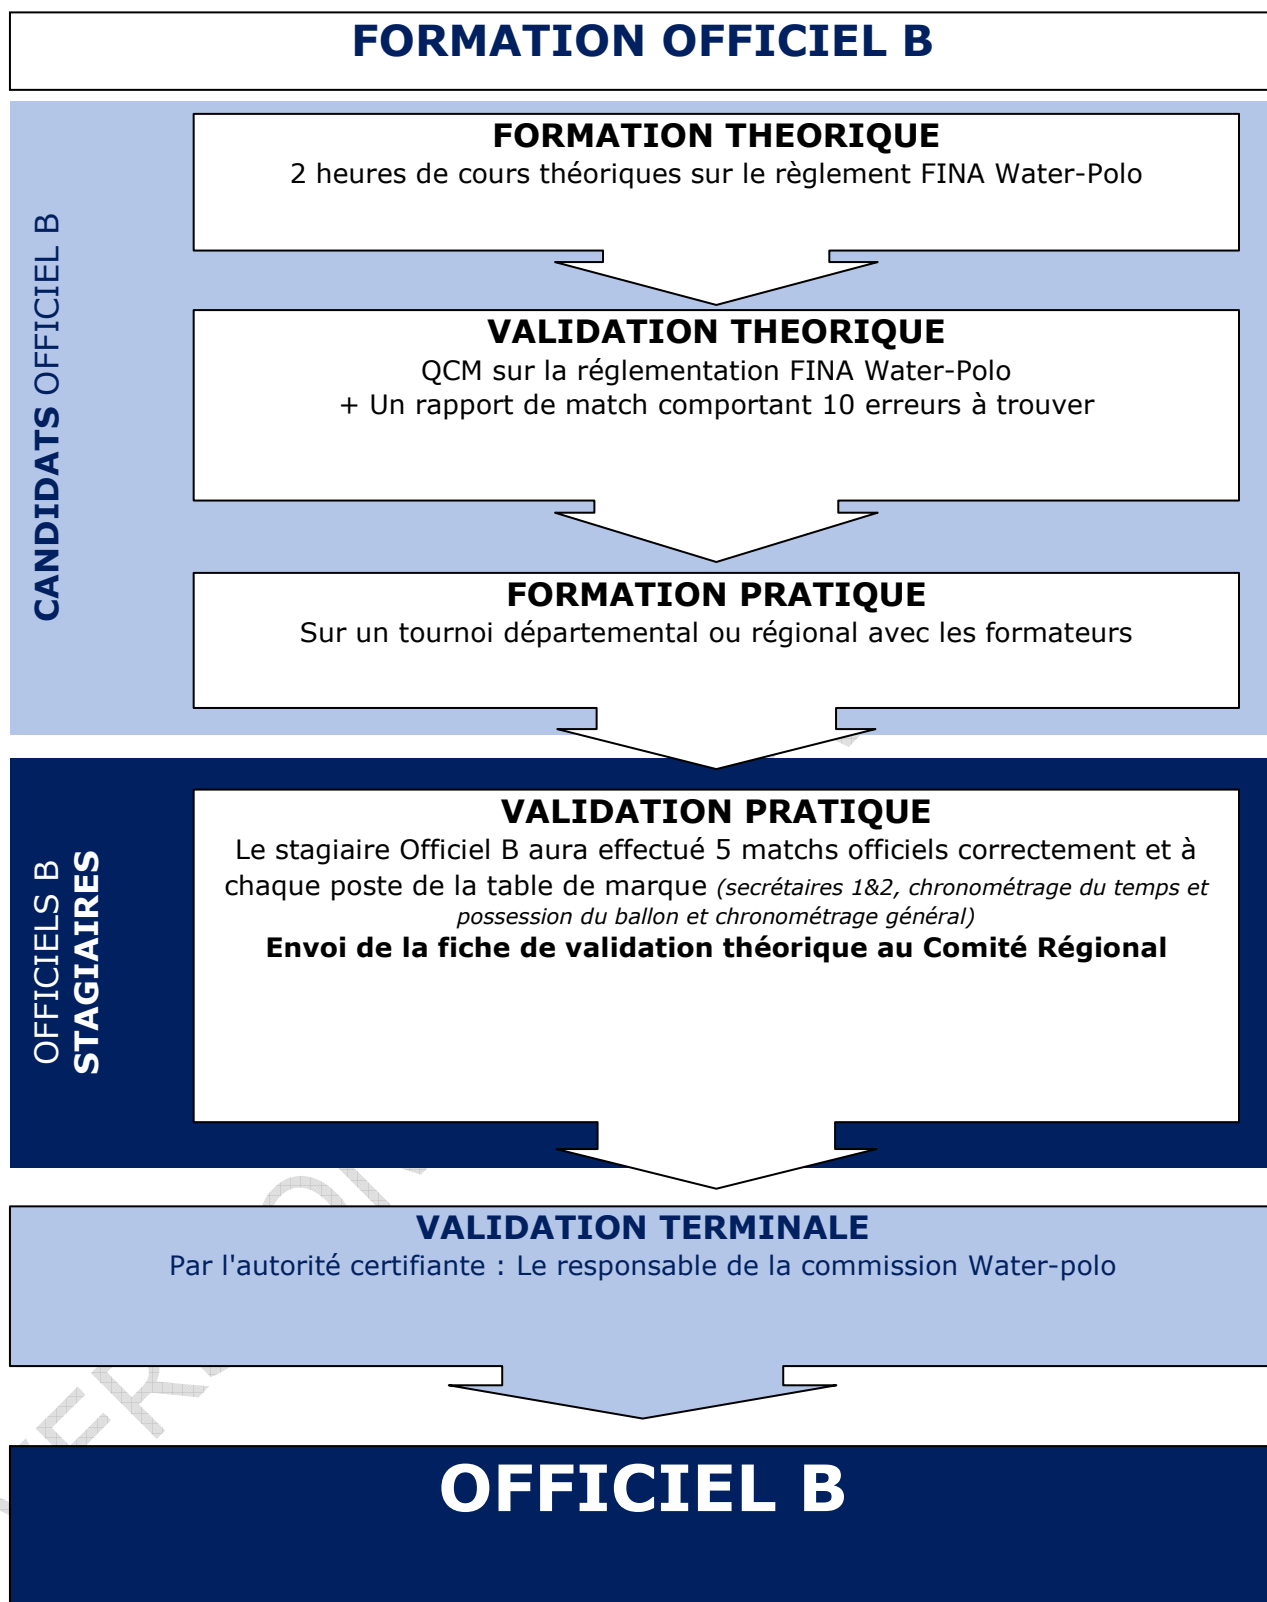 FORMATION OFFICIEL B
CANDIDATS OFFICIEL B
FORMATION THEORIQUE
2 heures de cours théoriques sur le règlement FINA Water-Polo
VALIDATION THEORIQUE
QCM sur la réglementation FINA Water-Polo
+ Un rapport de match comportant 10 erreurs à trouver
FORMATION PRATIQUE
Sur un tournoi départemental ou régional avec les formateurs
OFFICIELS B
STAGIAIRES
VALIDATION PRATIQUE
Le stagiaire Officiel B aura effectué 5 matchs officiels correctement et à
chaque poste de la table de marque (secrétaires 1&2, chronométrage du temps et
possession du ballon et chronométrage général)
Envoi de la fiche de validation théorique au Comité Régional
VALIDATION TERMINALE
Par l'autorité certifiante : Le responsable de la commission Water-polo
OFFICIEL B